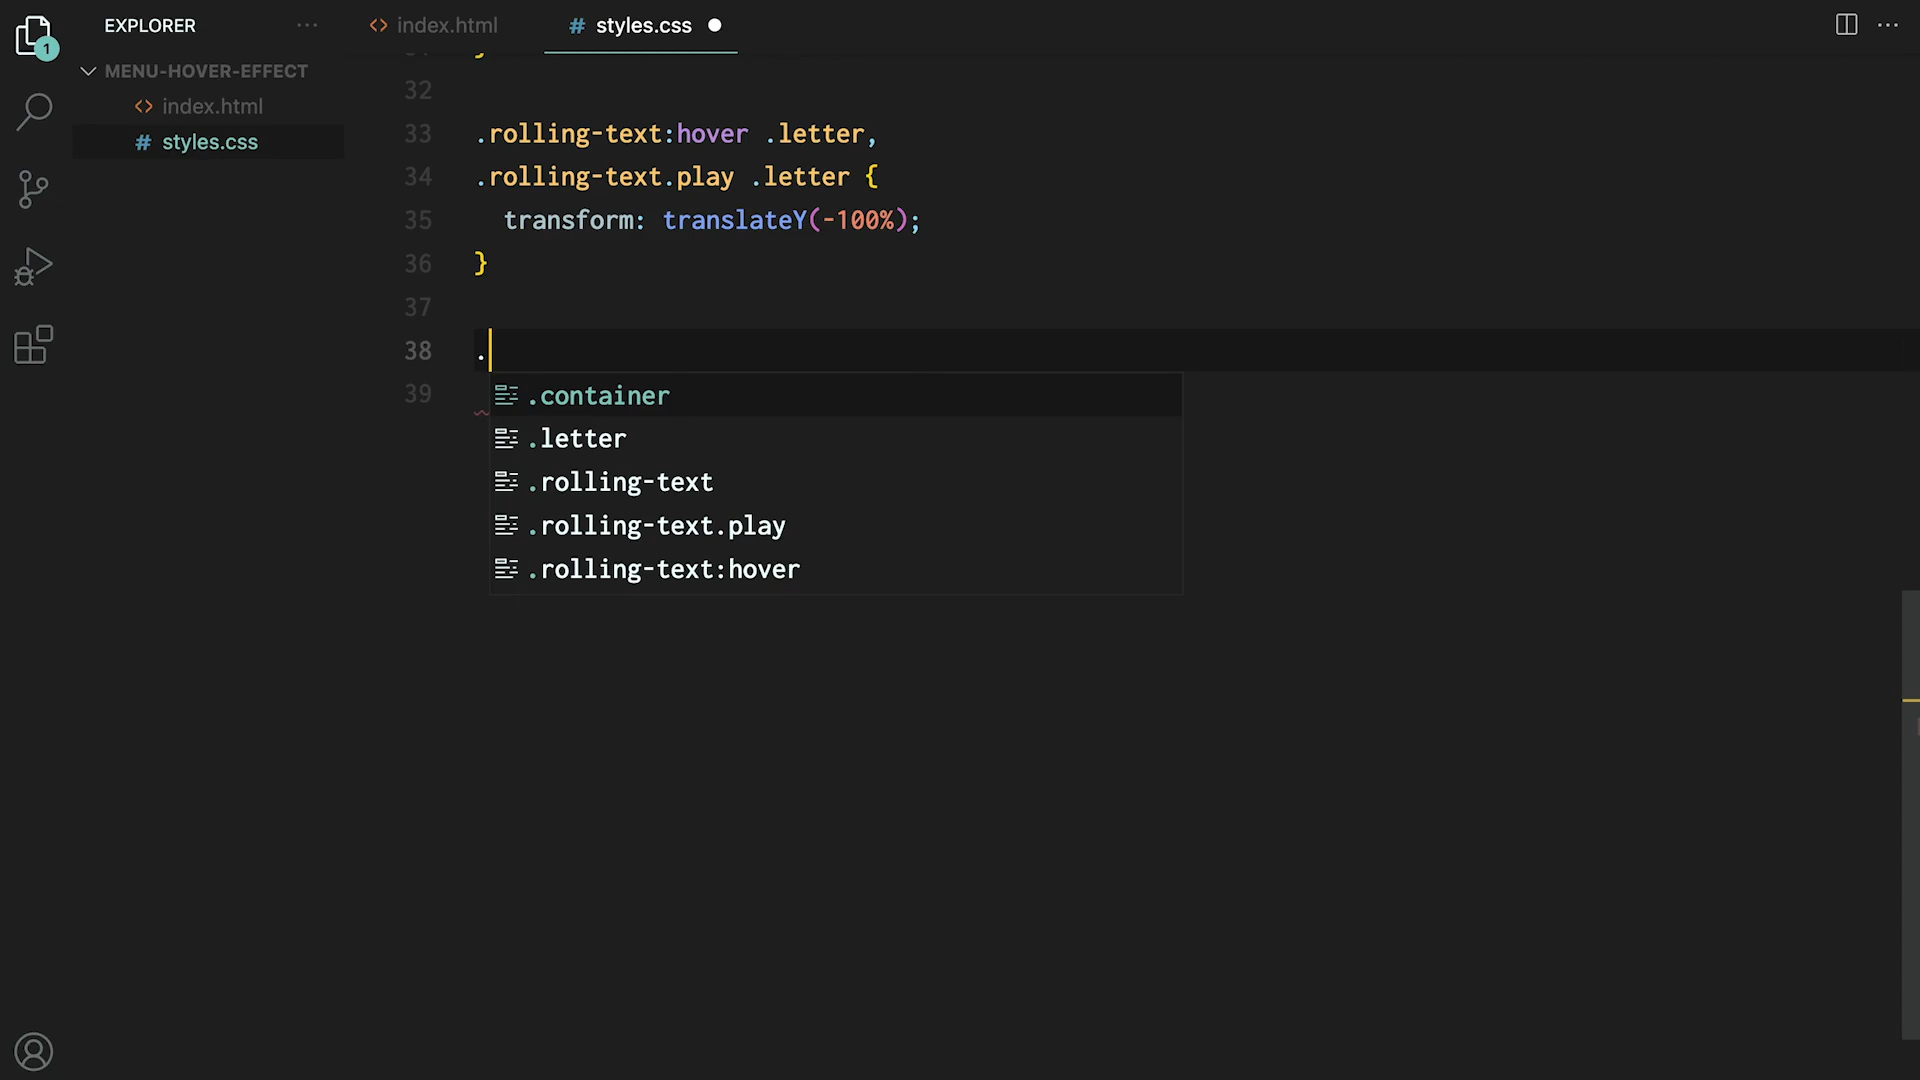 EXPLORER
1
MENU-HOVER-EFFECT
<> index.html
# styles.css
<> index.html
# styles.css
32
33 .rolling-text:hover .letter,
34 .rolling-text.play .letter {
35 transform: translateY(-100%);
36 }
37
38 .
39
.container
.letter
.rolling-text
.rolling-text.play
.rolling-text:hover